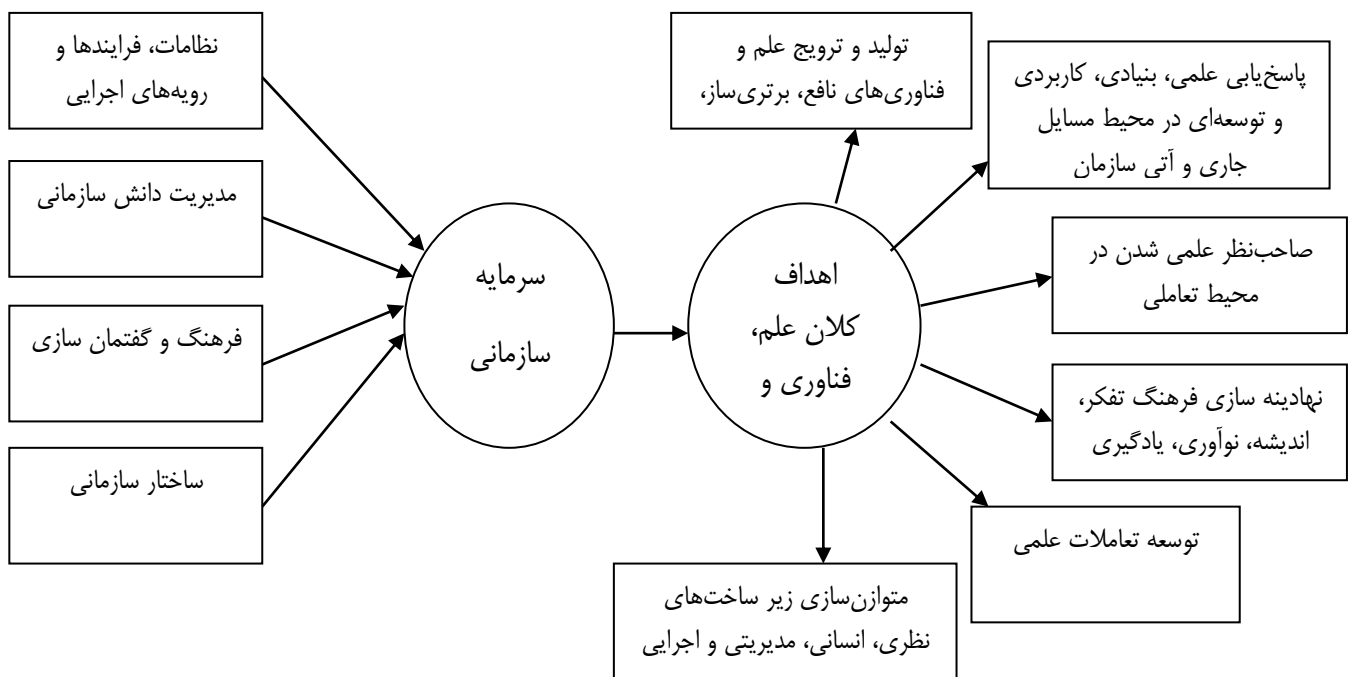 نظامات، فرایندها و
رویه‌های اجرایی
مدیریت دانش سازمانی
فرهنگ و گفتمان سازی
ساختار سازمانی
سرمایه
سازمانی
اهداف
کلان علم،
فناوری و
تولید و ترویج علم و
فناوری‌های نافع، برتری‌ساز،
پاسخ‌یابی علمی، بنیادی، کاربردی
و توسعه‌ای در محیط مسایل
جاری و آتی سازمان
صاحب‌نظر علمی شدن در
محیط تعاملی
نهادینه سازی فرهنگ تفکر،
اندیشه، نوآوری، یادگیری
توسعه تعاملات علمی
متوازن‌سازی زیر ساخت‌های
نظری، انسانی، مدیریتی و اجرایی